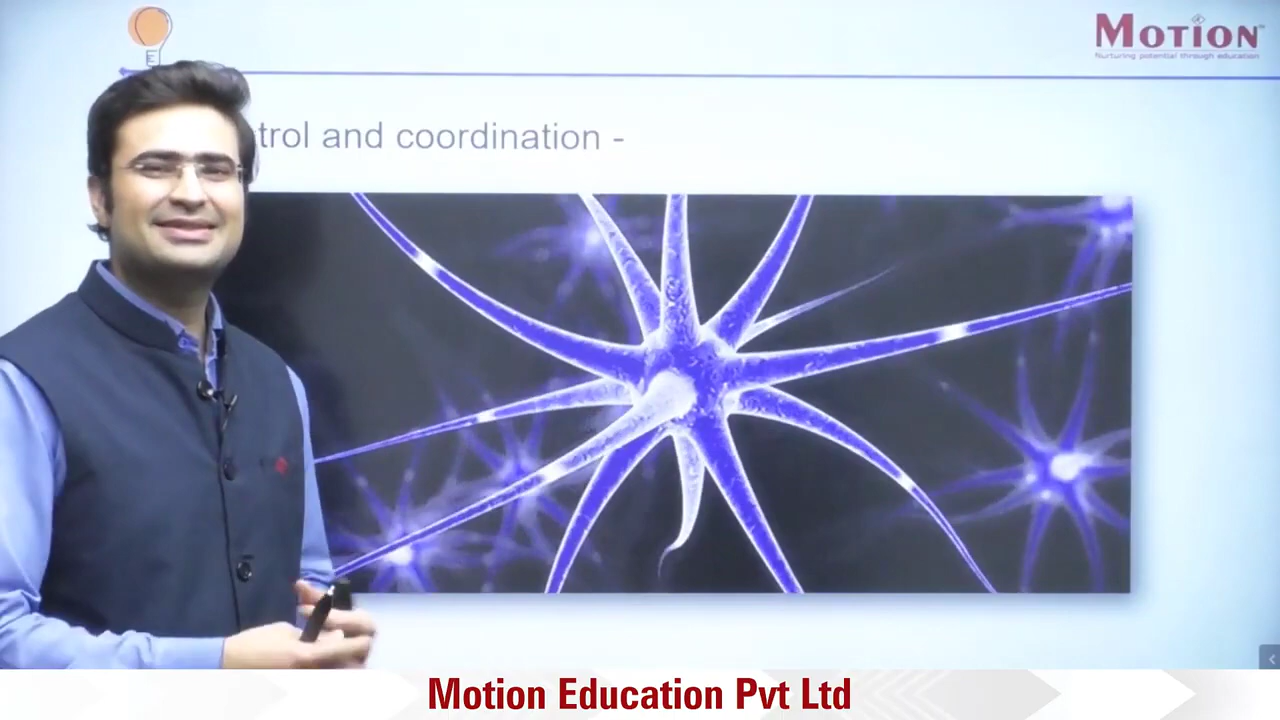 MOTION
Nurturing potential through education
trol and coordination -
Motion Education Pvt Ltd